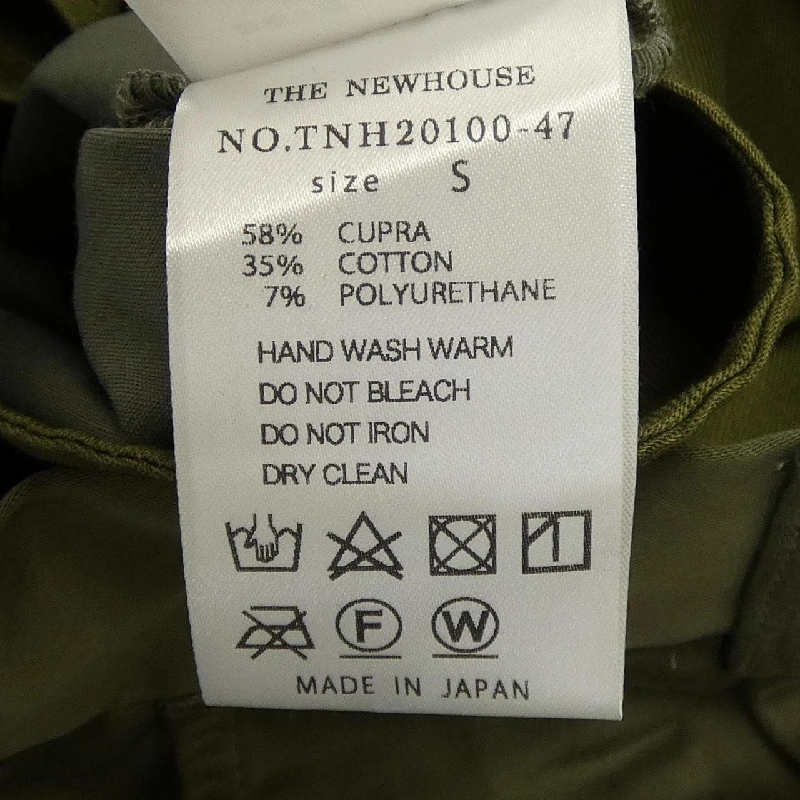 THE NEWHOUSE
NO.TNH20100-47
size S
58% CUPRA
35% COTTON
7% POLYURETHANE
HAND WASH WARM
DO NOT BLEACH
DO NOT IRON
DRY CLEAN
F W
MADE IN JAPAN